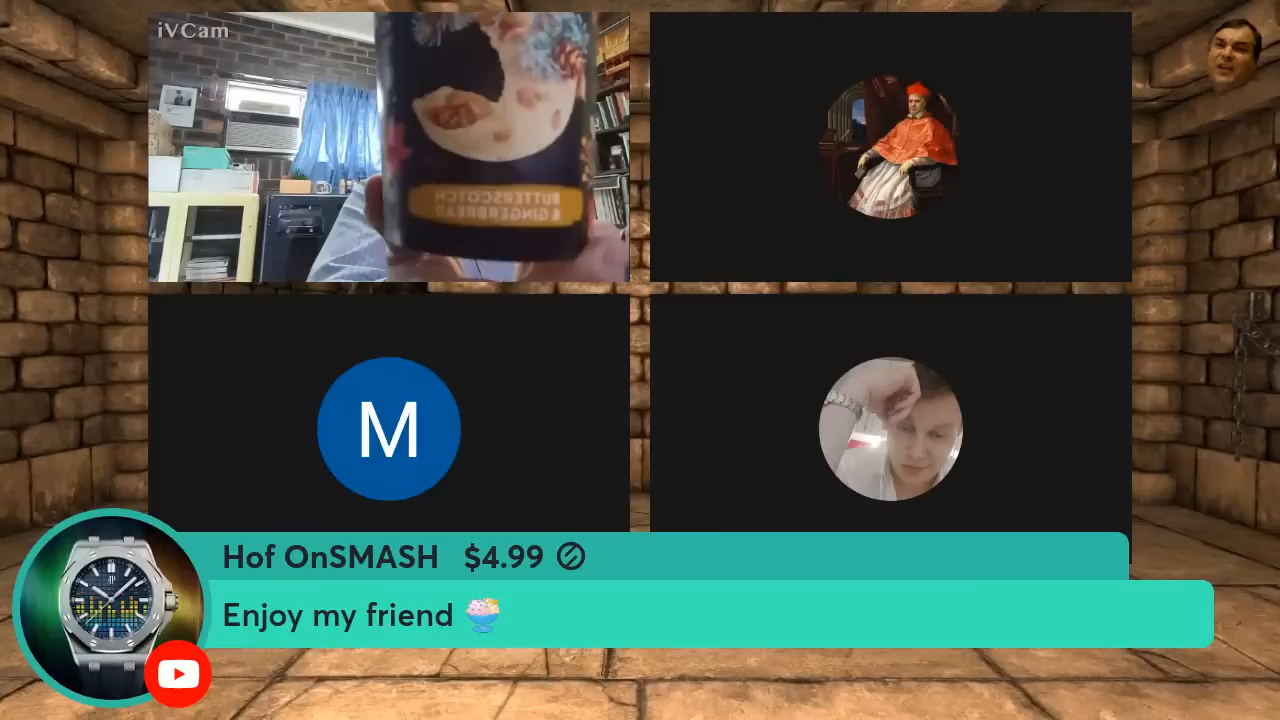 iVCam
BUTTERSCOTCH
& GINGERBREAD
M
Hof OnSMASH $4.99
Enjoy my friend